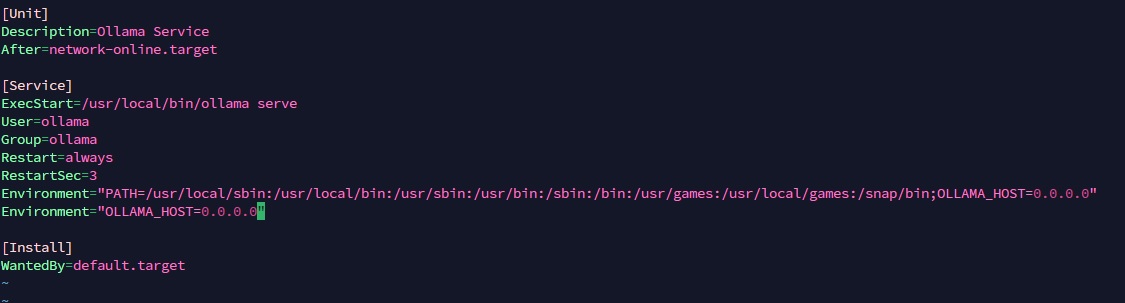 [Unit]
Description=Ollama Service
After=network-online.target

[Service]
ExecStart=/usr/local/bin/ollama serve
User=ollama
Group=ollama
Restart=always
RestartSec=3
Environment="PATH=/usr/local/sbin:/usr/local/bin:/usr/sbin:/usr/bin:/sbin:/bin:/usr/games:/usr/local/games:/snap/bin;OLLAMA_HOST=0.0.0.0"
Environment="OLLAMA_HOST=0.0.0.0"

[Install]
WantedBy=default.target
~
~